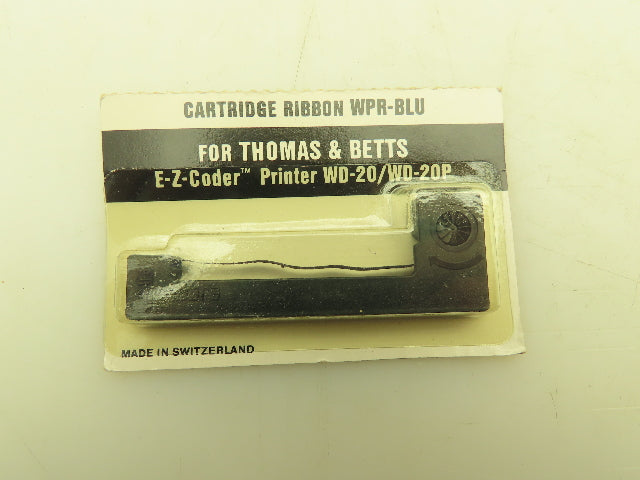 CARTRIDGE RIBBON WPR-BLU
FOR THOMAS & BETTS
E-Z-Coder™ Printer WD-20/WD-20P
MADE IN SWITZERLAND